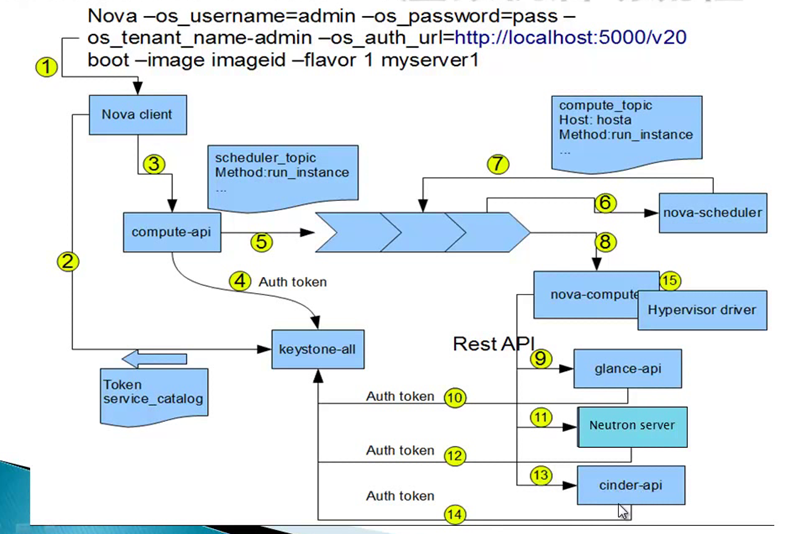 Nova –os_username=admin –os_password=pass –
os_tenant_name-admin –os_auth_url=http://localhost:5000/v20
boot –image imageid –flavor 1 myserver1
1
Nova client
compute_topic
Host: hosta
Method:run_instance
...
3
scheduler_topic
Method:run_instance
...
7
6
nova-scheduler
compute-api
5
8
2
4
Auth token
nova-compute
15
Hypervisor driver
keystone-all
Rest API
9
glance-api
Token
service_catalog
Auth token
10
11
Neutron server
Auth token
12
13
cinder-api
Auth token
14